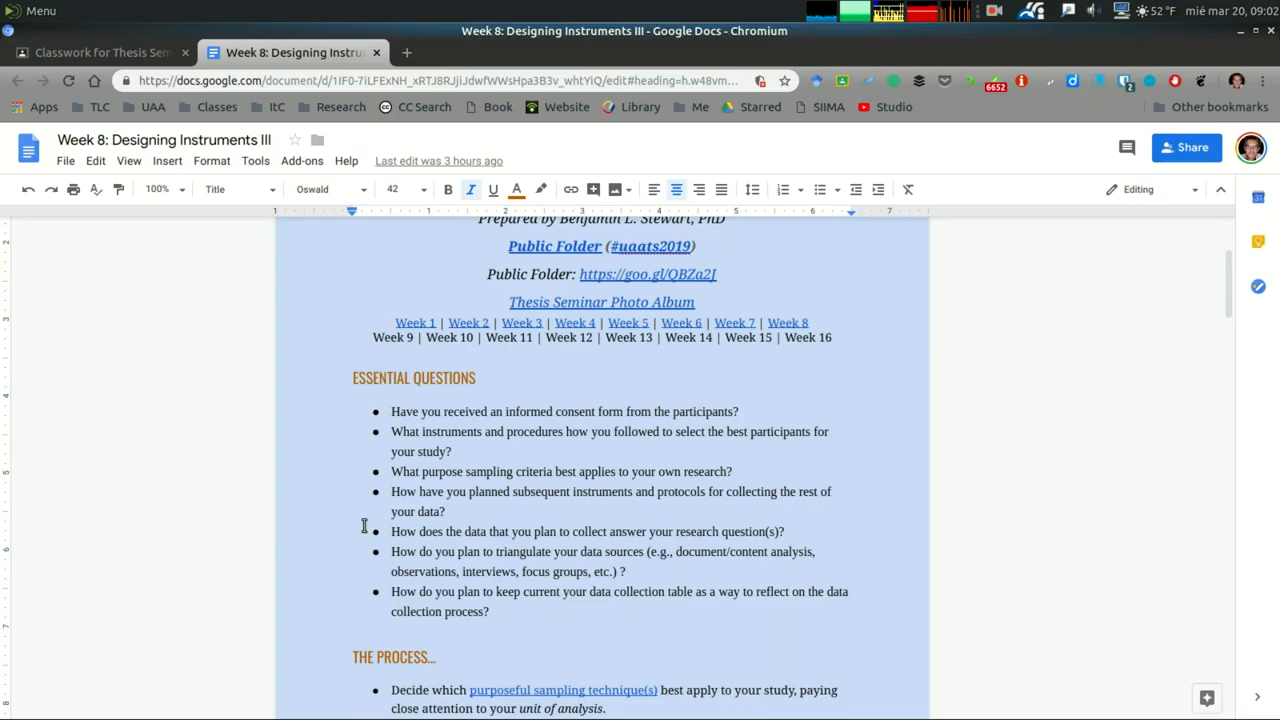 Menu
52 °F
mié mar 20, 09:02
Week 8: Designing Instruments III - Google Docs - Chromium
Classwork for Thesis Sem
Week 8: Designing Instru
https://docs.google.com/document/d/1IF0-7iLFExNH_xRTJ8RJjiJdwfWWsHpa3B3v_whtYiQ/edit#heading=h.w48vm...
6652
2
Apps TLC UAA Classes ItC Research CC Search Book Website Library Me Starred SIIMA Studio Other bookmarks
Week 8: Designing Instruments III
File Edit View Insert Format Tools Add-ons Help Last edit was 3 hours ago
Share
100% Title Oswald 42 B I U A Editing
1 1 2 3 4 5 6 7
Prepared by Benjamin L. Stewart, PhD
Public Folder (#uaats2019)
Public Folder: https://goo.gl/QBZa2J
Thesis Seminar Photo Album
Week 1 | Week 2 | Week 3 | Week 4 | Week 5 | Week 6 | Week 7 | Week 8
Week 9 | Week 10 | Week 11 | Week 12 | Week 13 | Week 14 | Week 15 | Week 16
ESSENTIAL QUESTIONS
● Have you received an informed consent form from the participants?
● What instruments and procedures how you followed to select the best participants for
your study?
● What purpose sampling criteria best applies to your own research?
● How have you planned subsequent instruments and protocols for collecting the rest of
your data?
● How does the data that you plan to collect answer your research question(s)?
● How do you plan to triangulate your data sources (e.g., document/content analysis,
observations, interviews, focus groups, etc.) ?
● How do you plan to keep current your data collection table as a way to reflect on the data
collection process?
THE PROCESS...
● Decide which purposeful sampling technique(s) best apply to your study, paying
close attention to your unit of analysis.